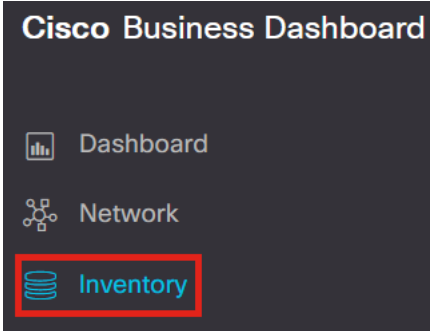 Cisco Business Dashboard
Dashboard
Network
Inventory